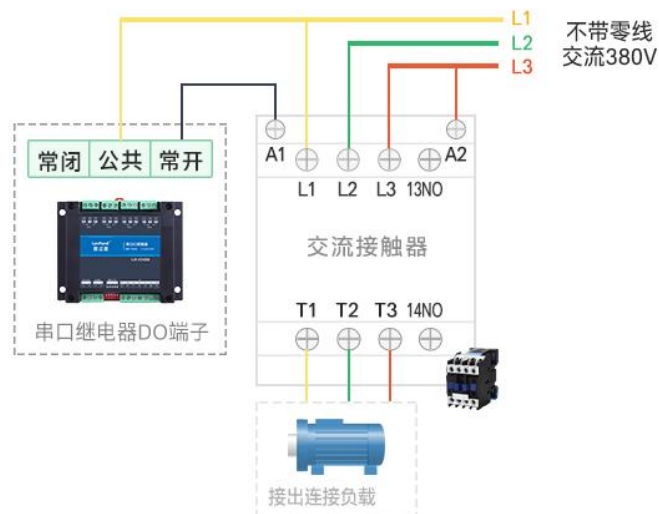 L1
L2
L3
不带零线
交流380V
常闭 公共 常开
A1
A2
L1 L2 L3 13NO
交流接触器
T1 T2 T3 14NO
串口继电器DO端子
接出连接负载